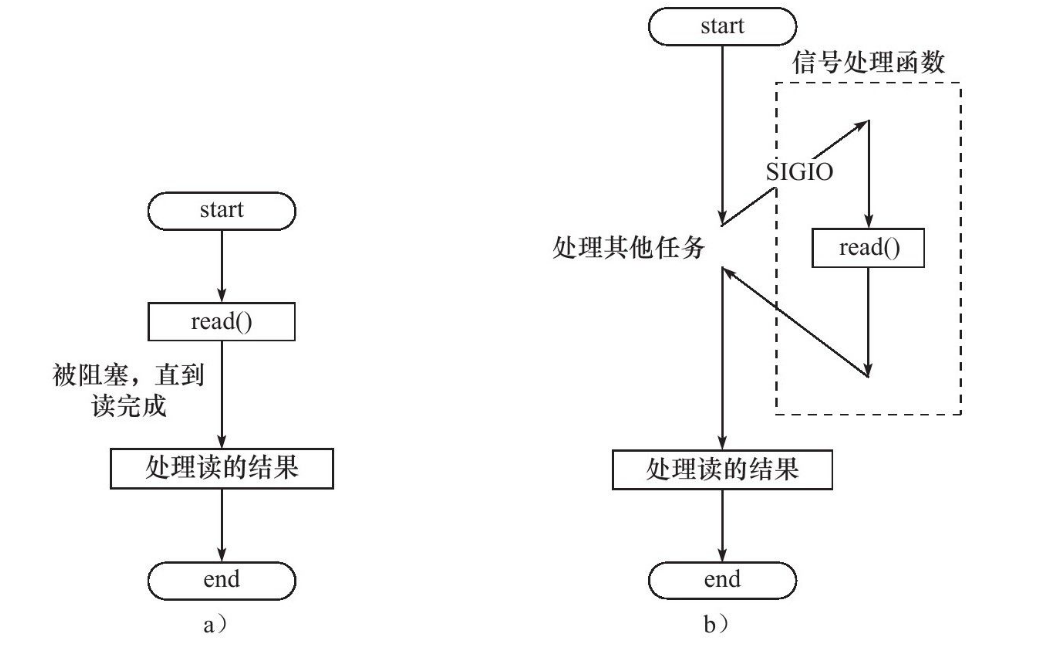 start
read()
被阻塞，直到
读完成
处理读的结果
end
a）
start
信号处理函数
SIGIO
处理其他任务
read()
处理读的结果
end
b）